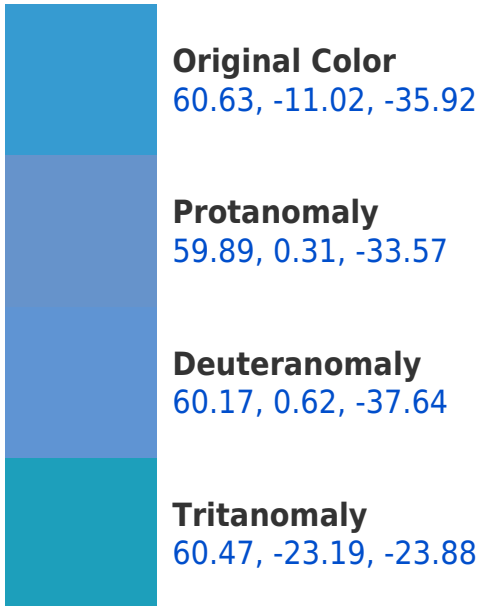 Original Color
60.63, -11.02, -35.92
Protanomaly
59.89, 0.31, -33.57
Deuteranomaly
60.17, 0.62, -37.64
Tritanomaly
60.47, -23.19, -23.88